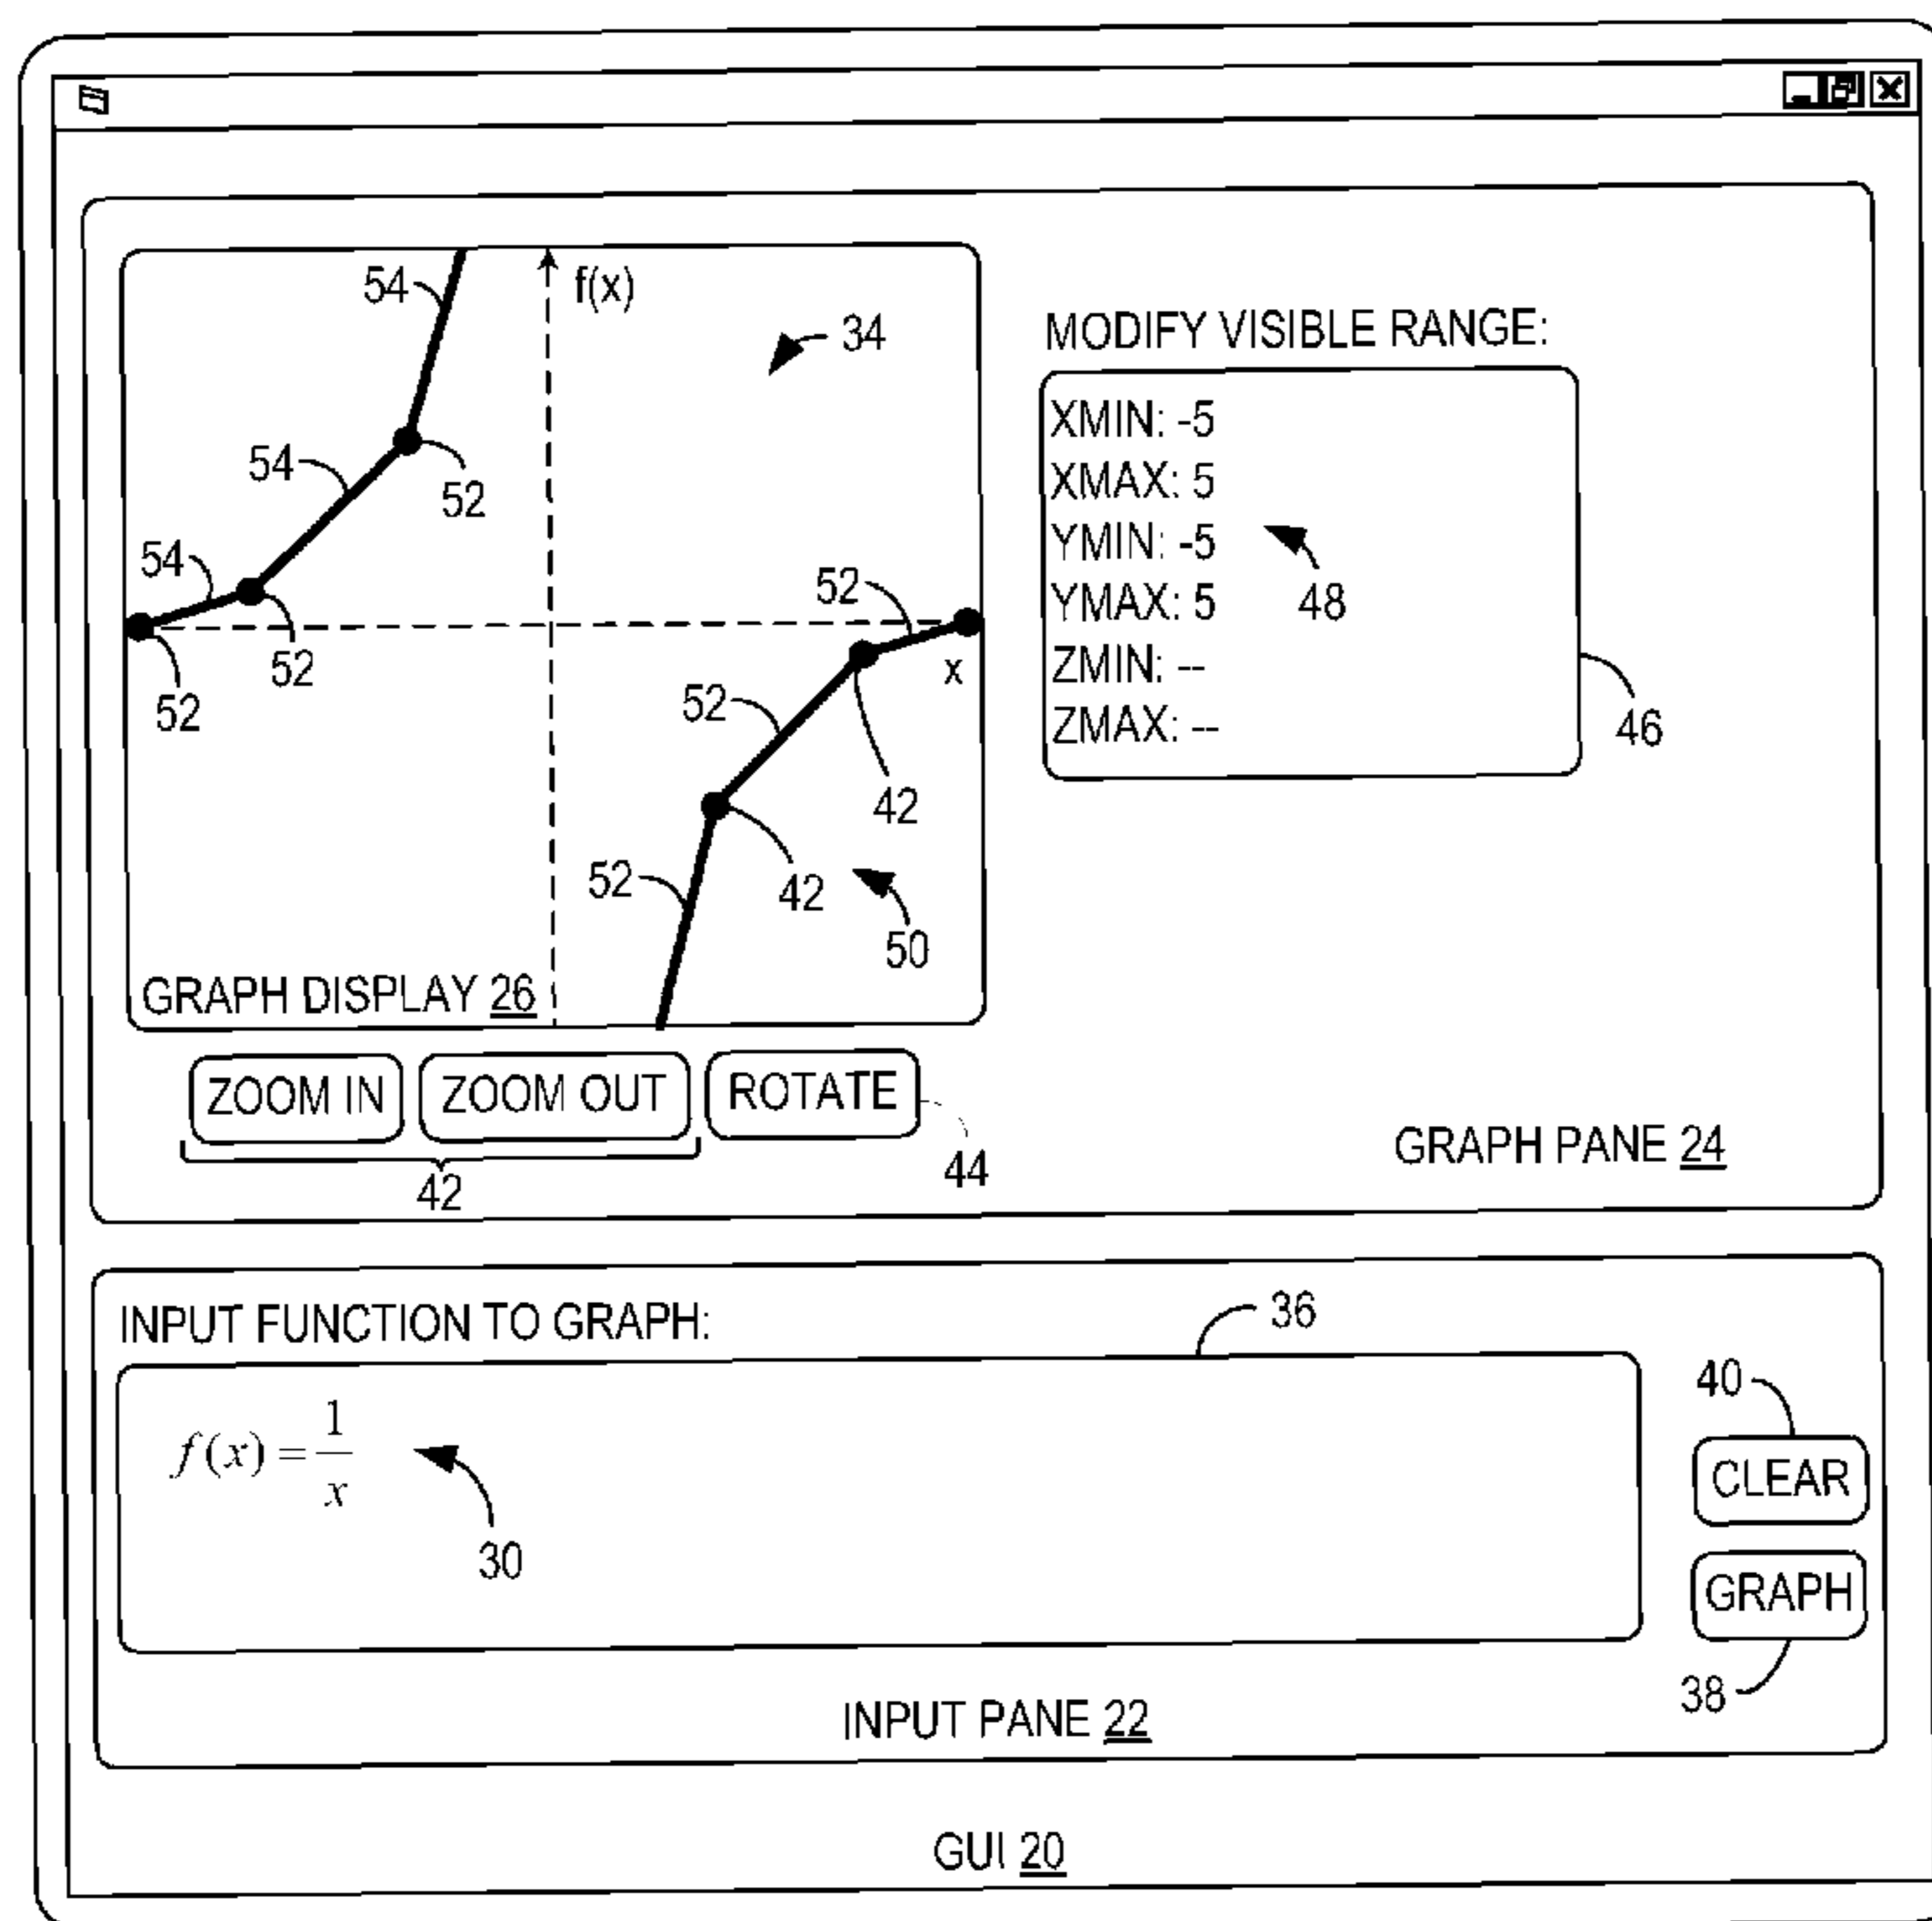 54
f(x)
34
MODIFY VISIBLE RANGE:
XMIN: -5
XMAX: 5
YMIN: -5
YMAX: 5
ZMIN: --
ZMAX: --
48
46
54
52
54
52
52
52
x
52
42
52
42
50
GRAPH DISPLAY 26
ZOOM IN
ZOOM OUT
ROTATE
42
44
GRAPH PANE 24
INPUT FUNCTION TO GRAPH:
36
f(x) = 1/x
30
40
CLEAR
GRAPH
38
INPUT PANE 22
GUI 20